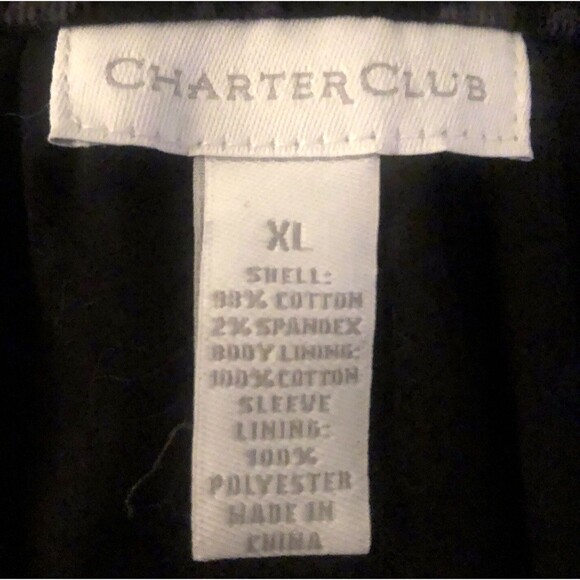 CHARTER CLUB
XL
SHELL:
98% COTTON
2% SPANDEX
BODY LINING:
100% COTTON
SLEEVE
LINING:
100%
POLYESTER
MADE IN
CHINA